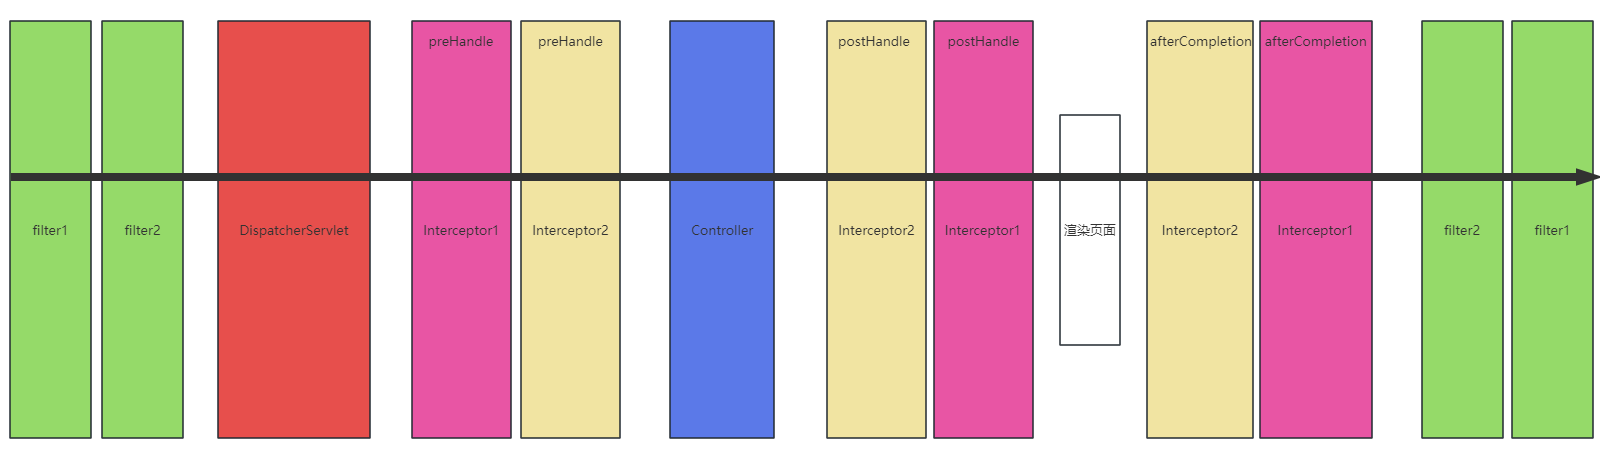 preHandle
preHandle
postHandle
postHandle
afterCompletion
afterCompletion
filter1
filter2
DispatcherServlet
Interceptor1
Interceptor2
Controller
Interceptor2
Interceptor1
渲染页面
Interceptor2
Interceptor1
filter2
filter1